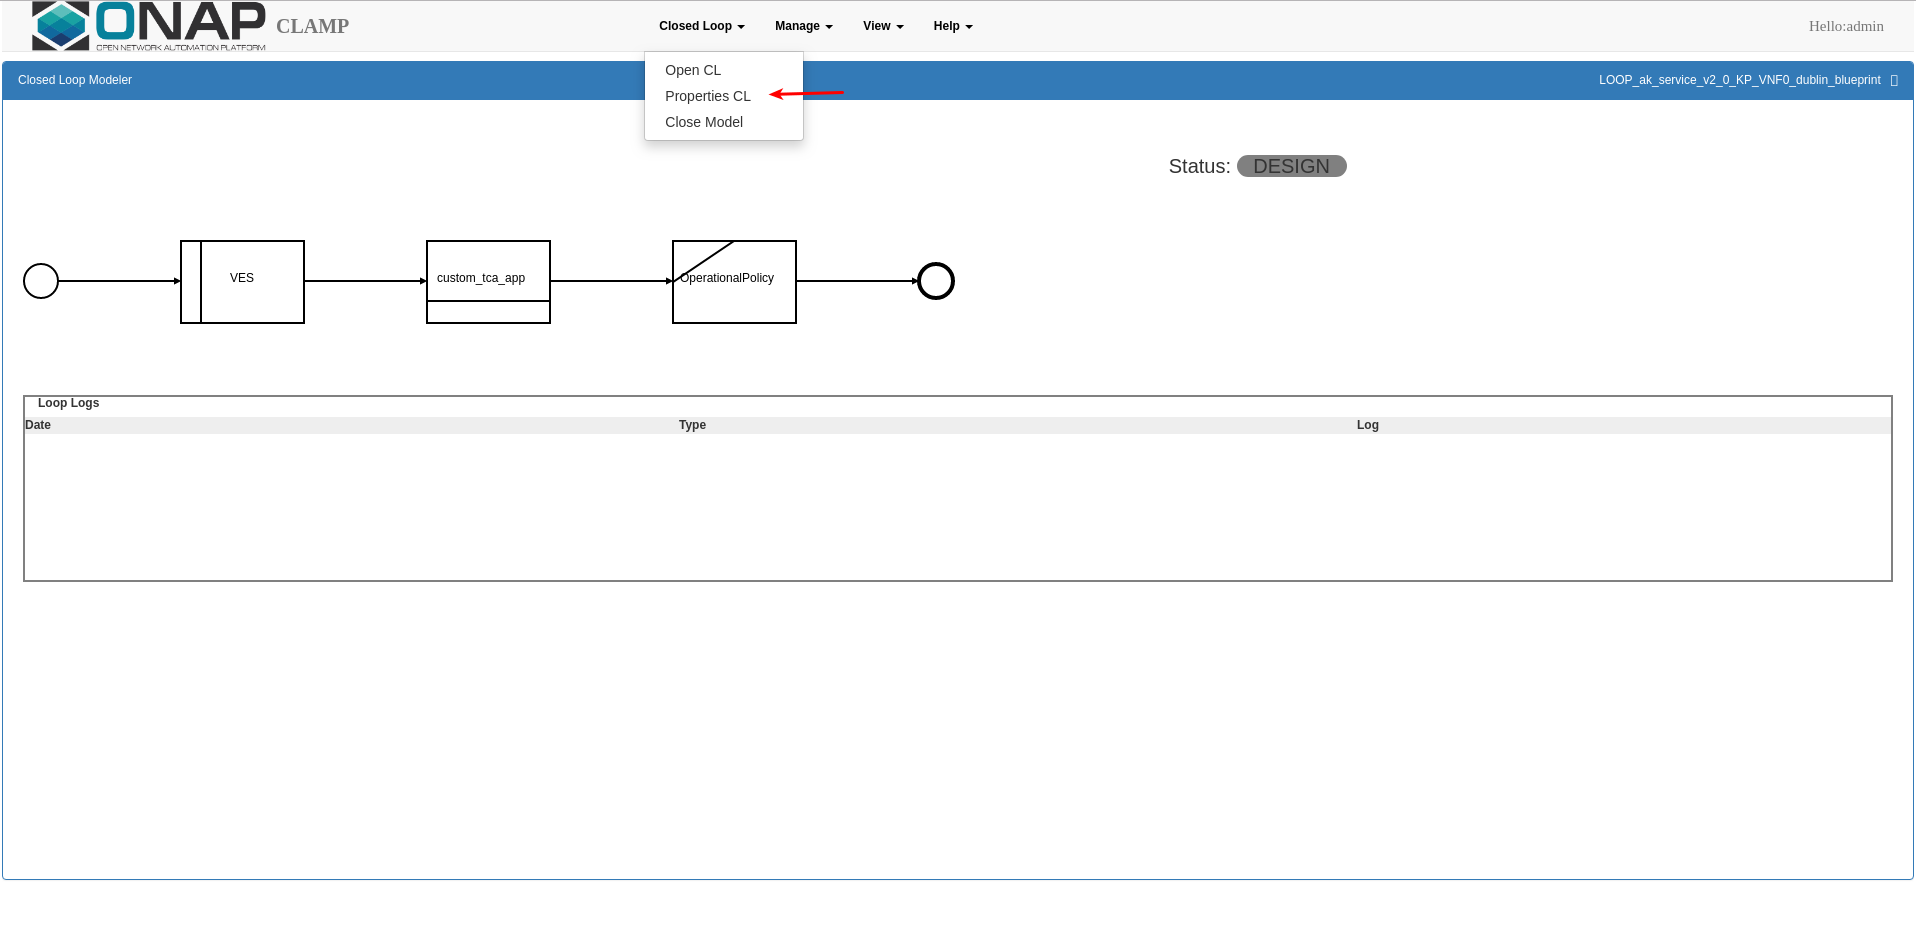 ONAP
OPEN NETWORK AUTOMATION PLATFORM
CLAMP
Closed Loop Manage View Help
Hello:admin
Closed Loop Modeler
LOOP_ak_service_v2_0_KP_VNF0_dublin_blueprint
Open CL
Properties CL
Close Model
Status: DESIGN
VES
custom_tca_app
OperationalPolicy
Loop Logs
Date Type Log